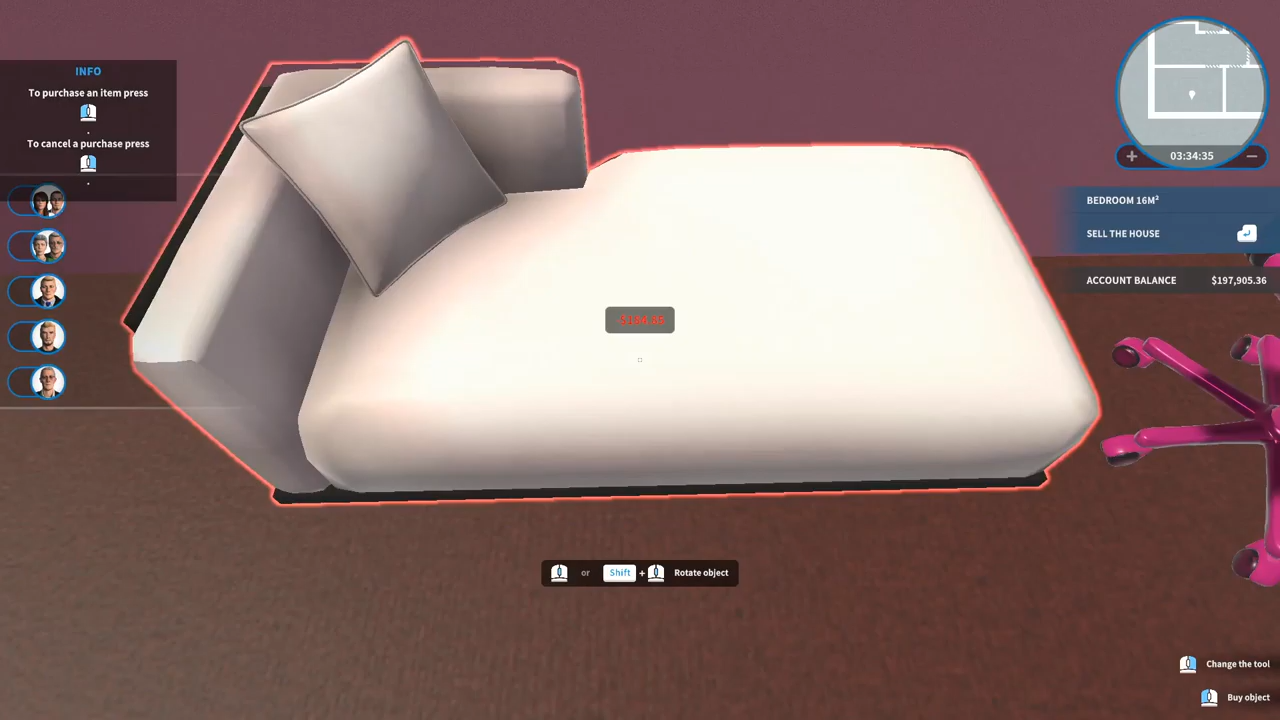 INFO
To purchase an item press
.
To cancel a purchase press
.
03:34:35
BEDROOM 16M²
SELL THE HOUSE
ACCOUNT BALANCE $197,905.36
or Shift + Rotate object
Change the tool
Buy object